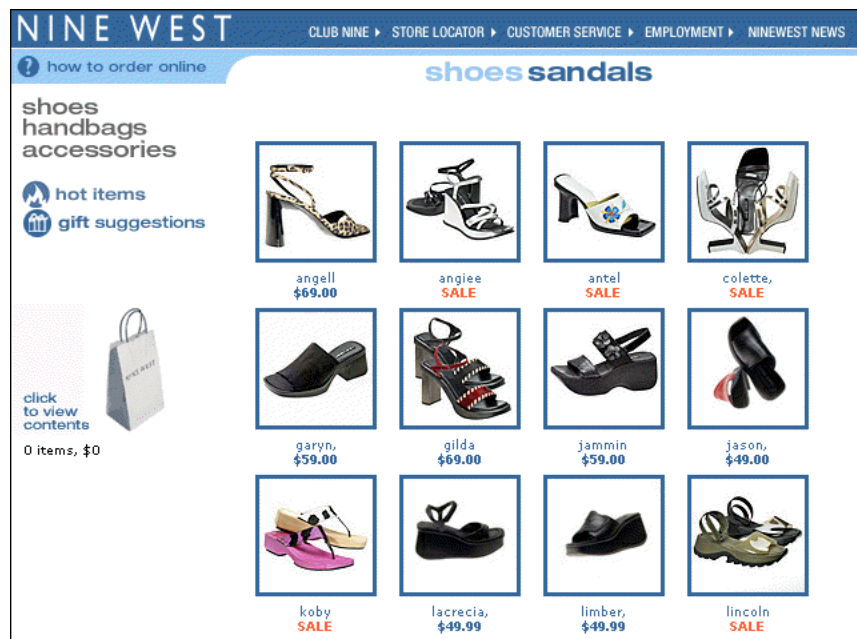 NINE WEST
CLUB NINE STORE LOCATOR CUSTOMER SERVICE EMPLOYMENT NINEWEST NEWS
? how to order online
shoes sandals
shoes
handbags
accessories
hot items
gift suggestions
angell
$69.00
angiee
SALE
antel
SALE
colette,
SALE
NINE WEST
click
to view
contents
0 items, $0
garyn,
$59.00
gilda
$69.00
jammin
$59.00
jason,
$49.00
koby
SALE
lacrecia,
$49.99
limber,
$49.99
lincoln
SALE